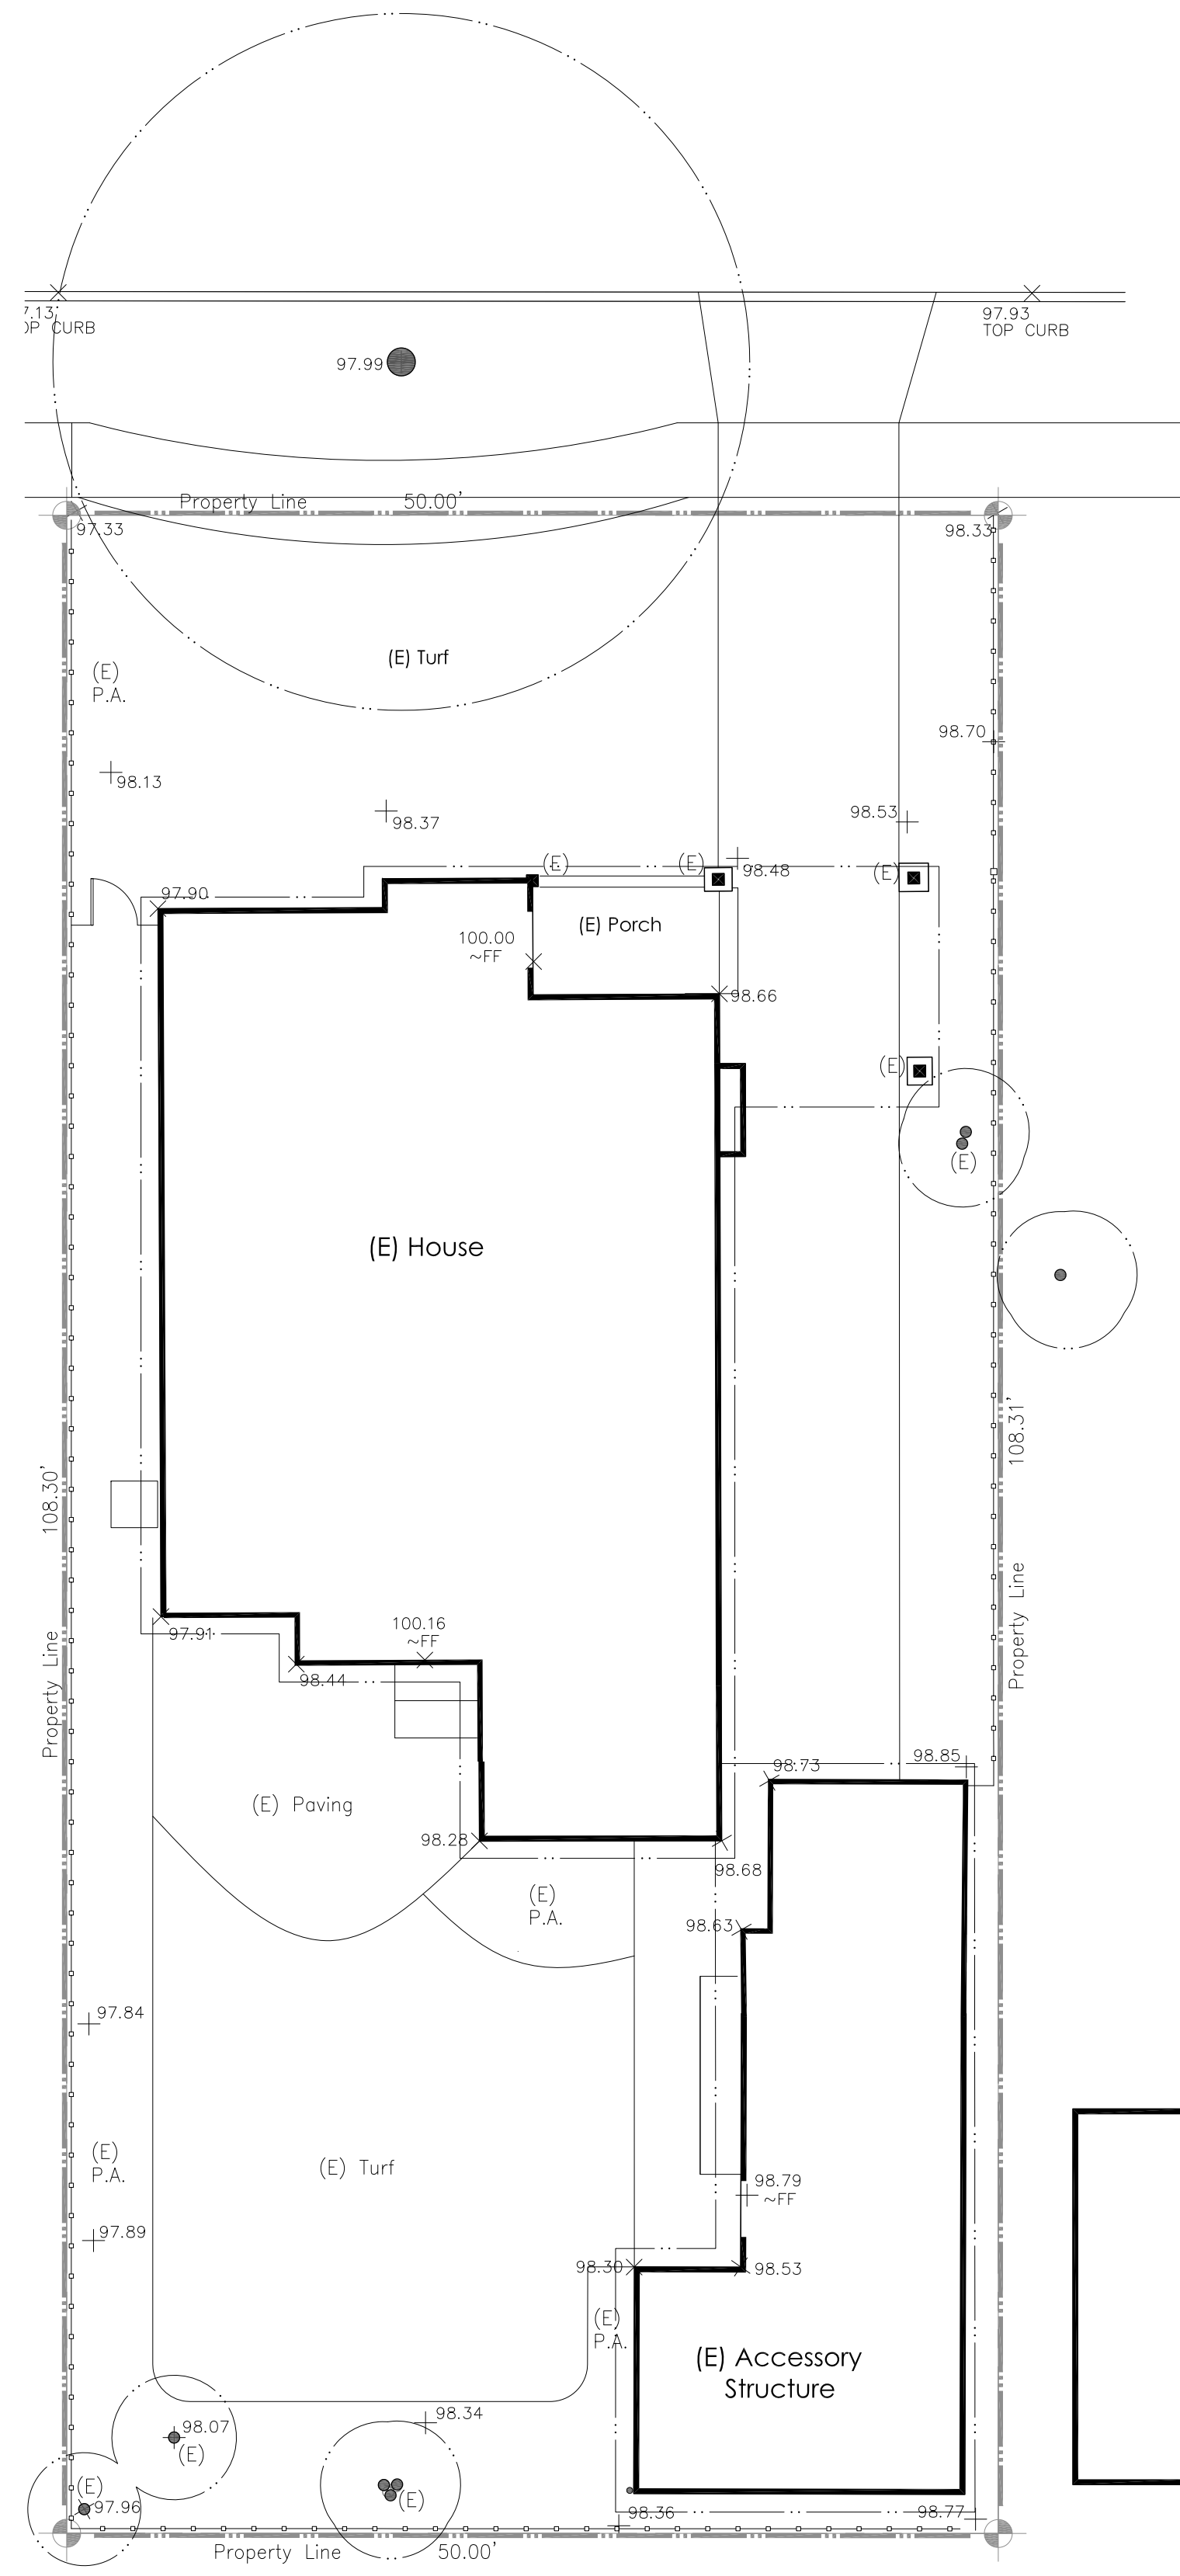 7.13
OP CURB
97.93
TOP CURB
97.99
Property Line 50.00'
97.33
98.33
(E) Turf
(E)
P.A.
98.70
98.13
98.53
98.37
(E)
(E)
98.48
(E)
97.90
(E) Porch
100.00
~FF
98.66
(E)
(E)
(E) House
108.31'
108.30'
Property Line
100.16
~FF
97.91
98.44
Property Line
98.85
98.73
(E) Paving
98.28
98.68
(E)
P.A.
98.63
97.84
(E)
P.A.
(E) Turf
98.79
~FF
97.89
98.30
98.53
(E)
P.A.
(E) Accessory
Structure
98.34
98.07
(E)
(E)
97.96
(E)
98.36
98.77
Property Line 50.00'